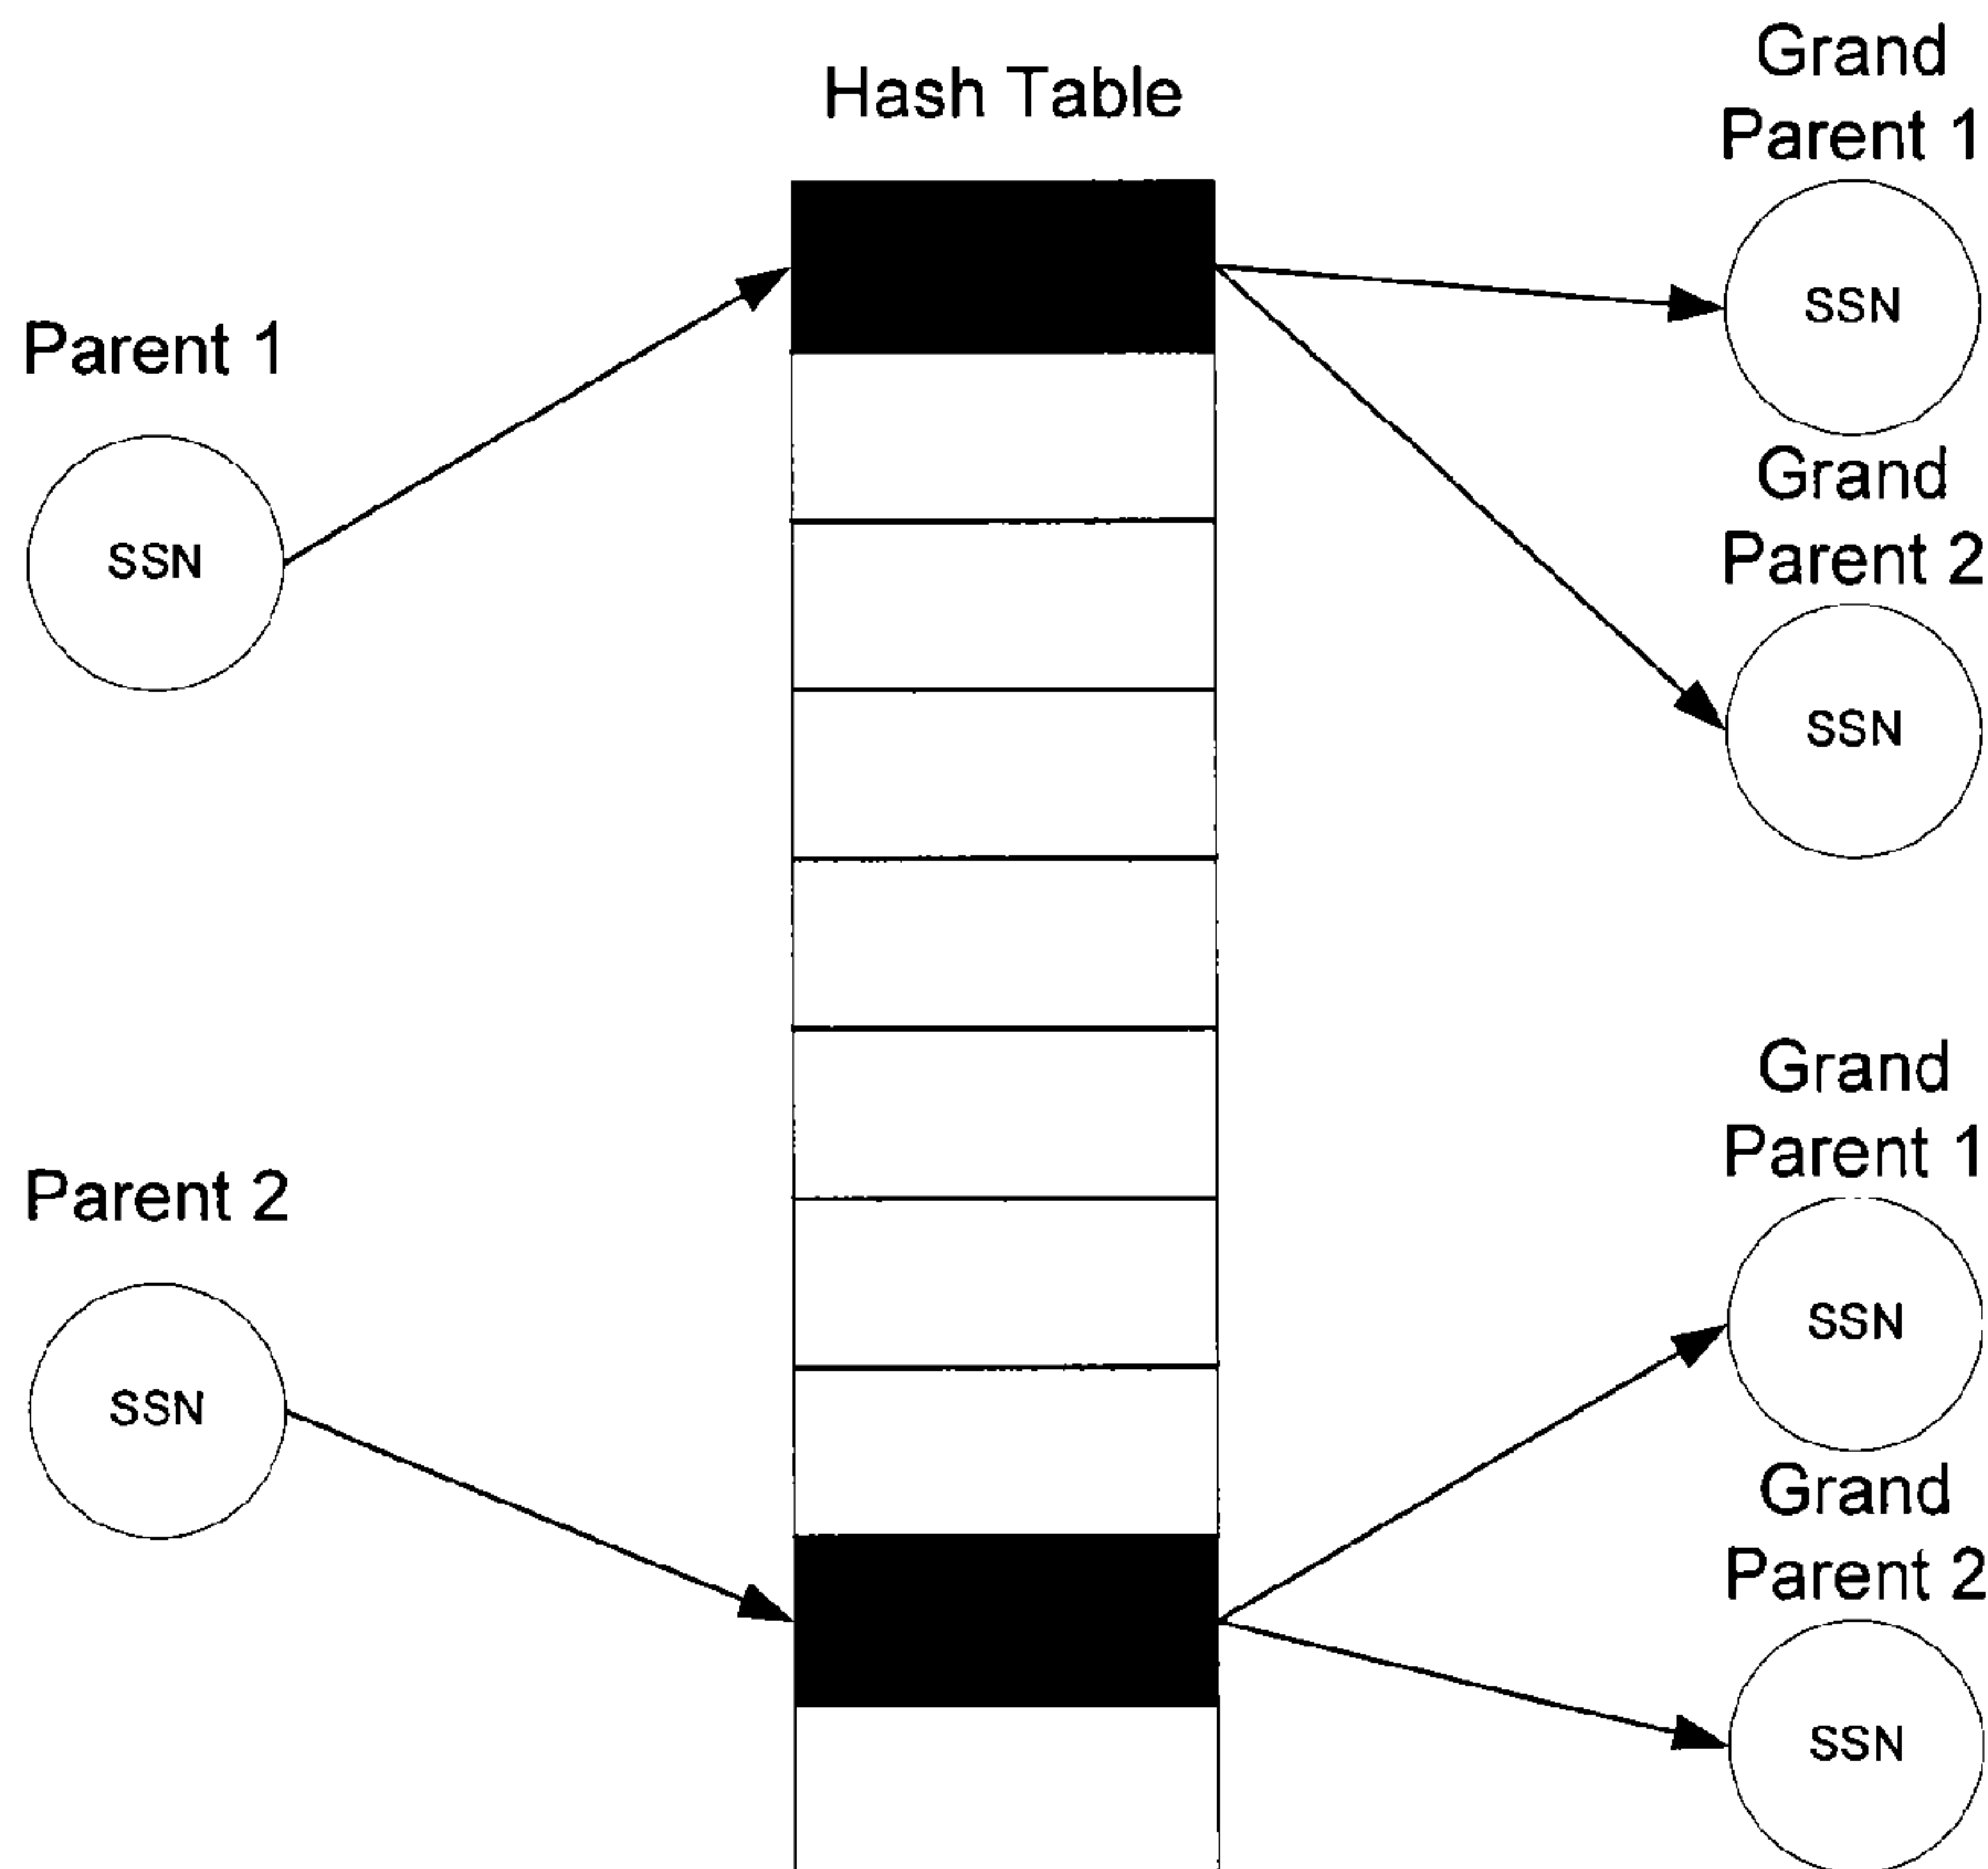 Hash Table
Grand
Parent 1
SSN
Parent 1
SSN
Grand
Parent 2
SSN
Grand
Parent 1
SSN
Parent 2
SSN
Grand
Parent 2
SSN